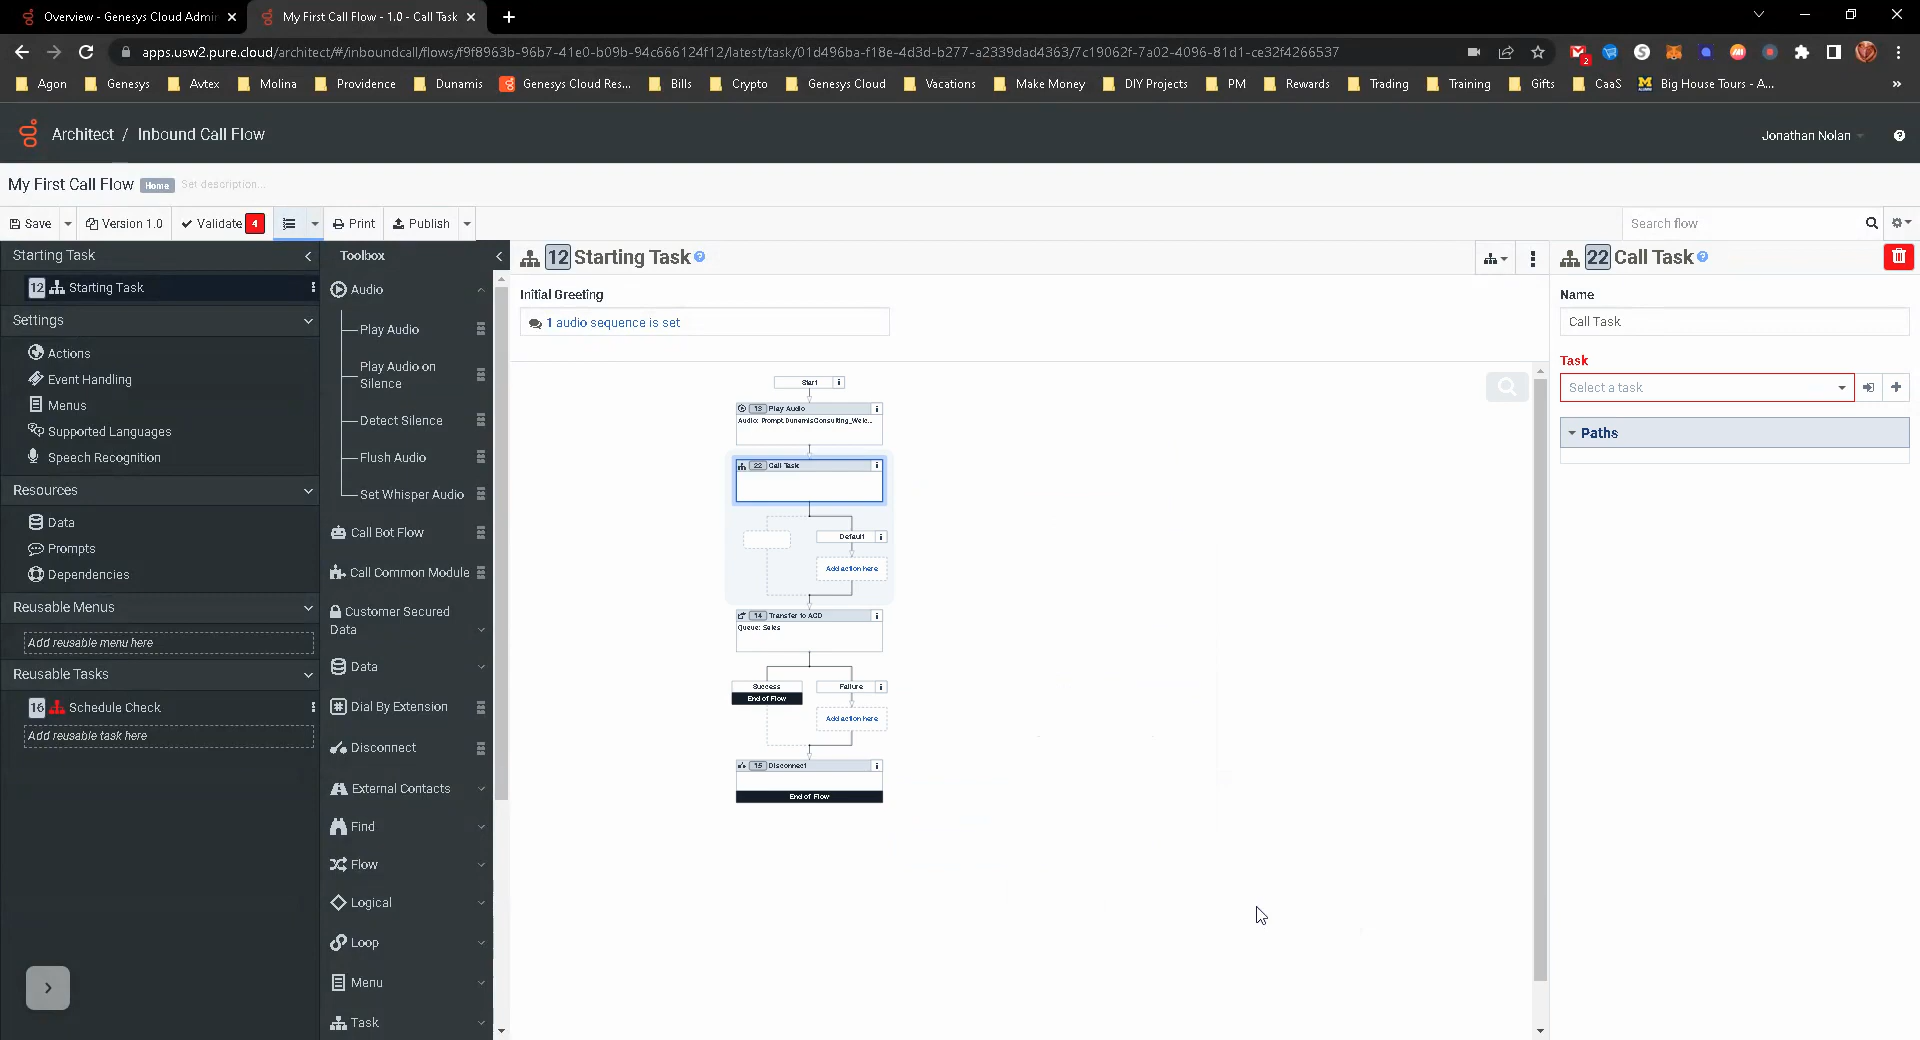 Overview - Genesys Cloud Admin
My First Call Flow - 1.0 - Call Task
apps.usw2.pure.cloud/architect/#/inboundcall/flows/f9f8963b-96b7-41e0-b09b-94c666124f12/latest/task/01d496ba-f18e-4d3d-b277-a2339dad4363/7c19062f-7a02-4096-81d1-ce32f4266537
2
Agon
Genesys
Avtex
Molina
Providence
Dunamis
Genesys Cloud Res...
Bills
Crypto
Genesys Cloud
Vacations
Make Money
DIY Projects
PM
Rewards
Trading
Training
Gifts
CaaS
Big House Tours - A...
»
Architect / Inbound Call Flow
Jonathan Nolan
My First Call Flow Home Set description...
Save
Version 1.0
Validate 4
Print
Publish
Search flow
Starting Task
12 Starting Task
Settings
Actions
Event Handling
Menus
Supported Languages
Speech Recognition
Resources
Data
Prompts
Dependencies
Reusable Menus
Add reusable menu here
Reusable Tasks
16 Schedule Check
Add reusable task here
Toolbox
Audio
Play Audio
Play Audio on
Silence
Detect Silence
Flush Audio
Set Whisper Audio
Call Bot Flow
Call Common Module
Customer Secured
Data
Data
Dial By Extension
Disconnect
External Contacts
Find
Flow
Logical
Loop
Menu
Task
12 Starting Task
Initial Greeting
1 audio sequence is set
Start
13 Play Audio
Audio: Prompt.DunamisConsulting_Welc...
22 Call Task
Default
Add action here
14 Transfer to ACD
Queue: Sales
Success
End of Flow
Failure
Add action here
15 Disconnect
End of Flow
22 Call Task
Name
Call Task
Task
Select a task
Paths